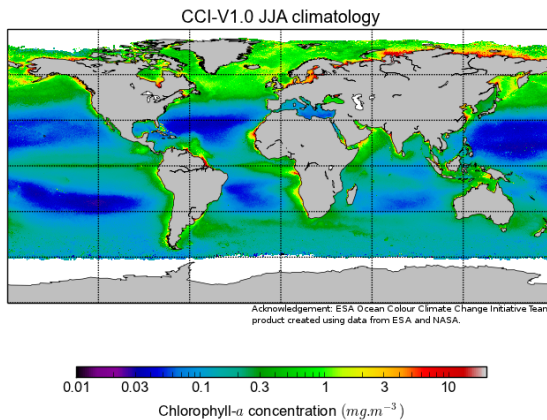 CCI-V1.0 JJA climatology
Acknowledgement: ESA Ocean Colour Climate Change Initiative Team
product created using data from ESA and NASA.
0.01 0.03 0.1 0.3 1 3 10
Chlorophyll-a concentration (mg.m⁻³)